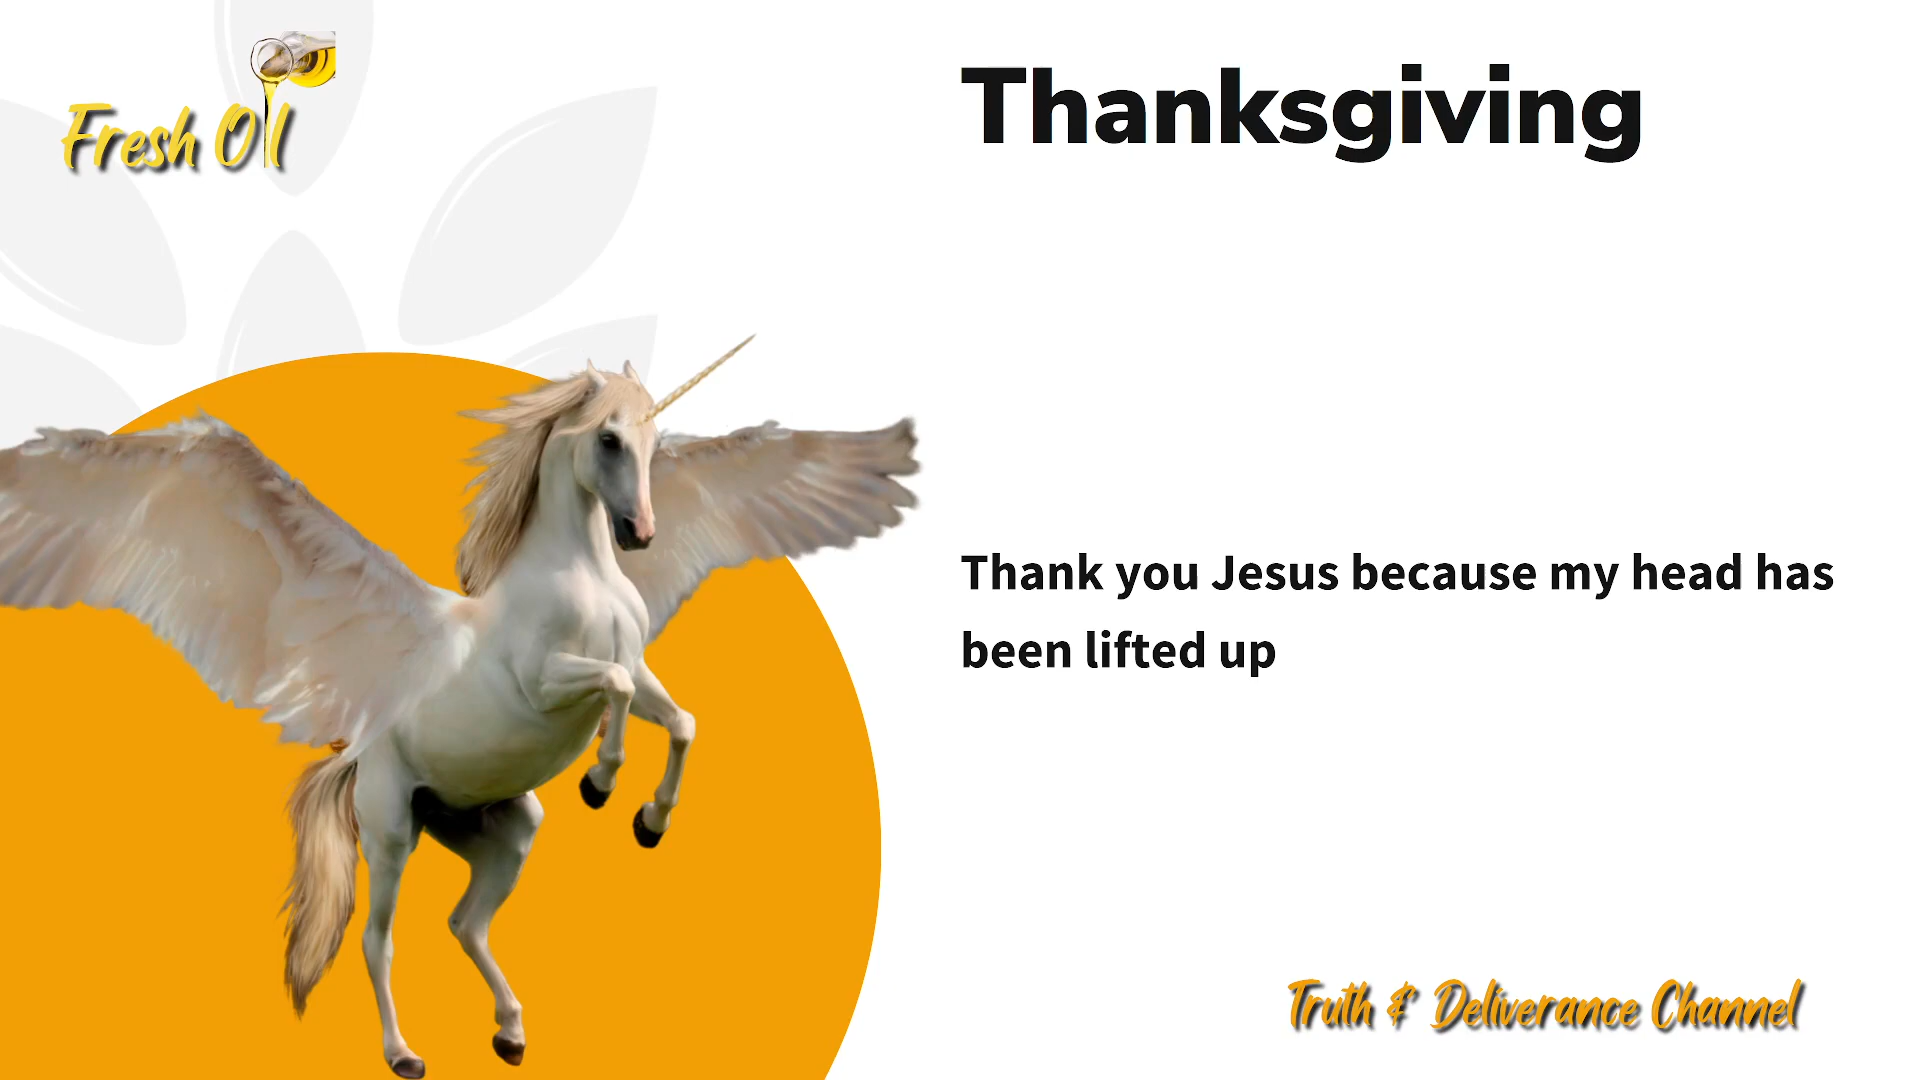 Fresh Oil
Thanksgiving
Thank you Jesus because my head has
been lifted up
Truth & Deliverance Channel